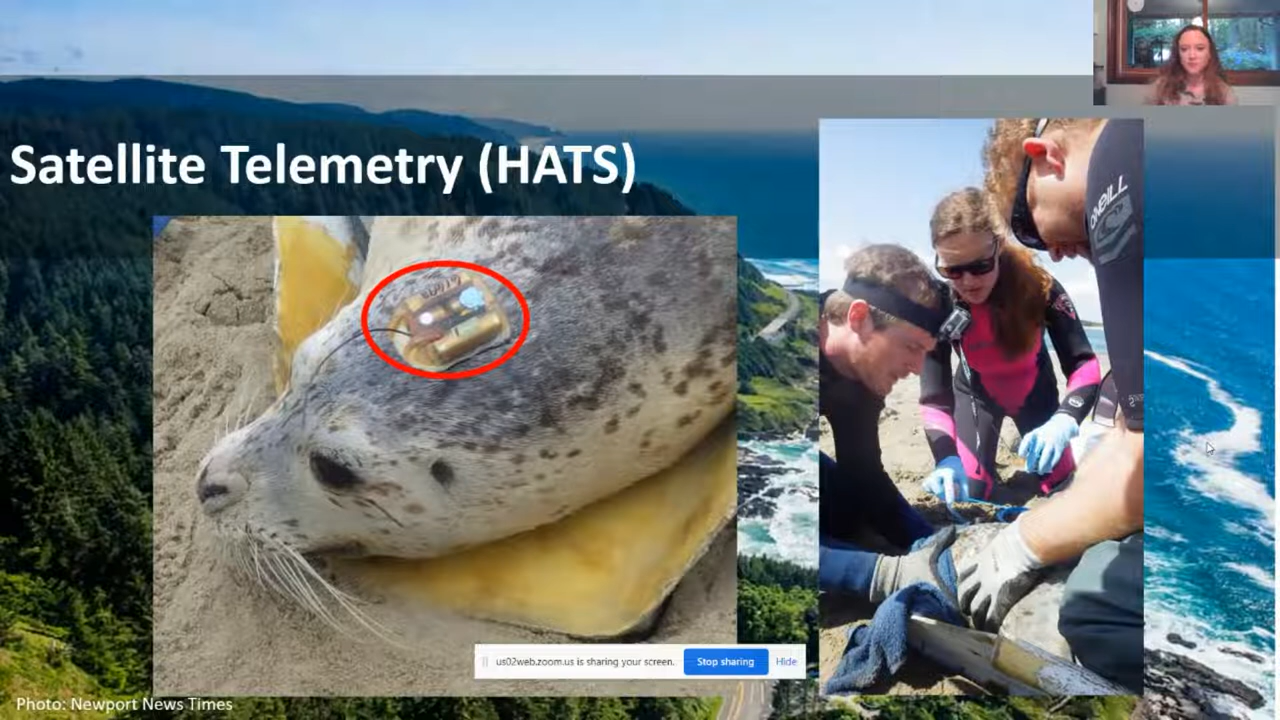 Satellite Telemetry (HATS)
O'NEILL
us02web.zoom.us is sharing your screen.
Stop sharing
Hide
Photo: Newport News Times